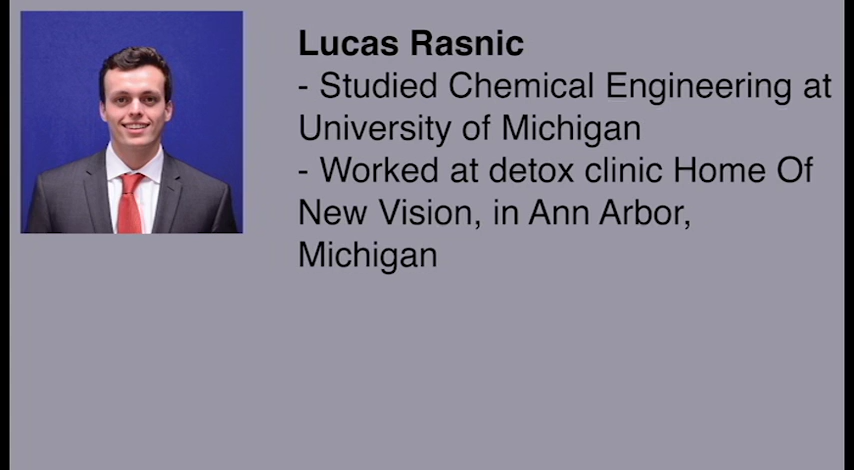 Lucas Rasnic
- Studied Chemical Engineering at
University of Michigan
- Worked at detox clinic Home Of
New Vision, in Ann Arbor,
Michigan